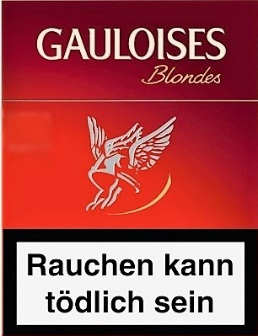 GAULOISES
Blondes
Rauchen kann
tödlich sein